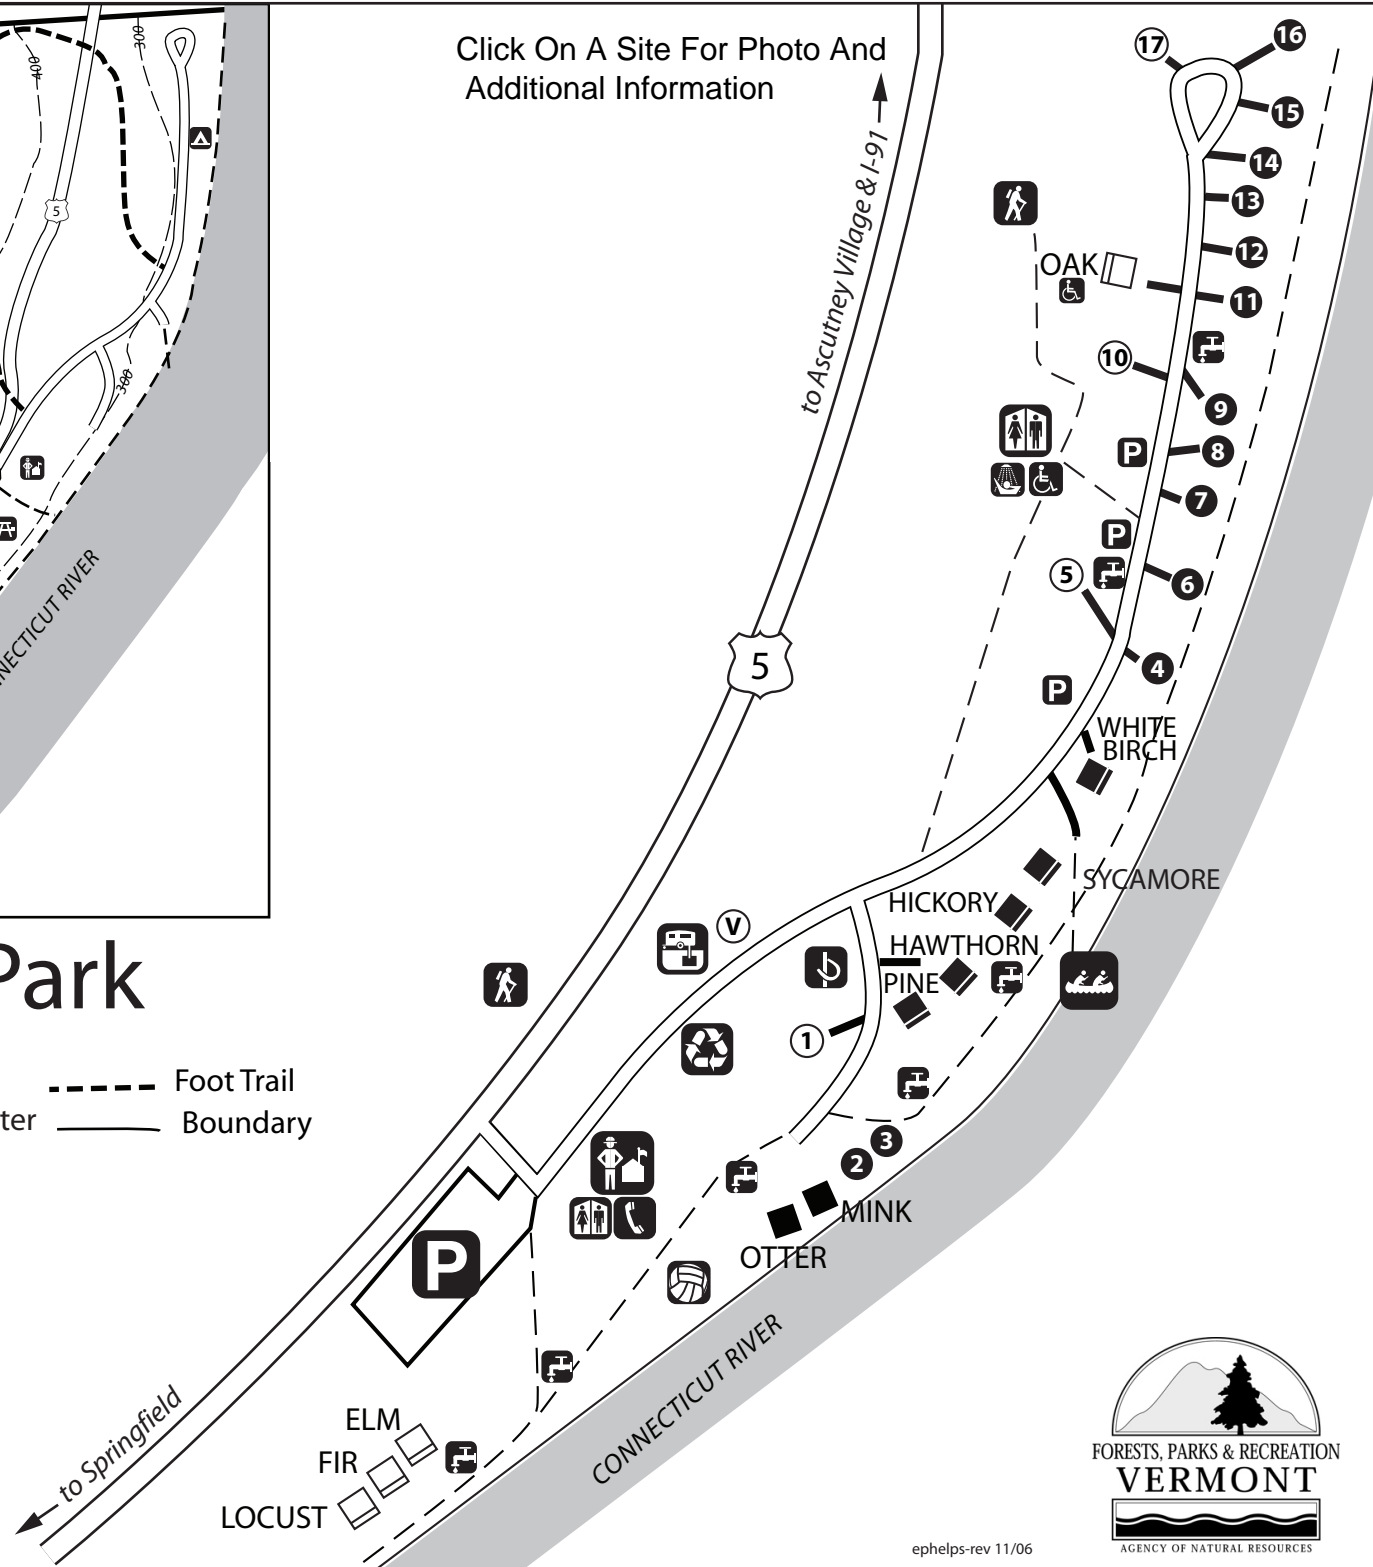 Click On A Site For Photo And
Additional Information
400
300
5
300
NECTICUT RIVER
Park
Foot Trail
ter
Boundary
to Ascutney Village & I-91
17
16
15
14
13
12
OAK
11
10
9
P
8
7
P
5
6
4
5
P
WHITE
BIRCH
SYCAMORE
HICKORY
V
HAWTHORN
PINE
1
3
2
MINK
OTTER
P
CONNECTICUT RIVER
to Springfield
ELM
FIR
LOCUST
FORESTS, PARKS & RECREATION
VERMONT
AGENCY OF NATURAL RESOURCES
ephelps-rev 11/06